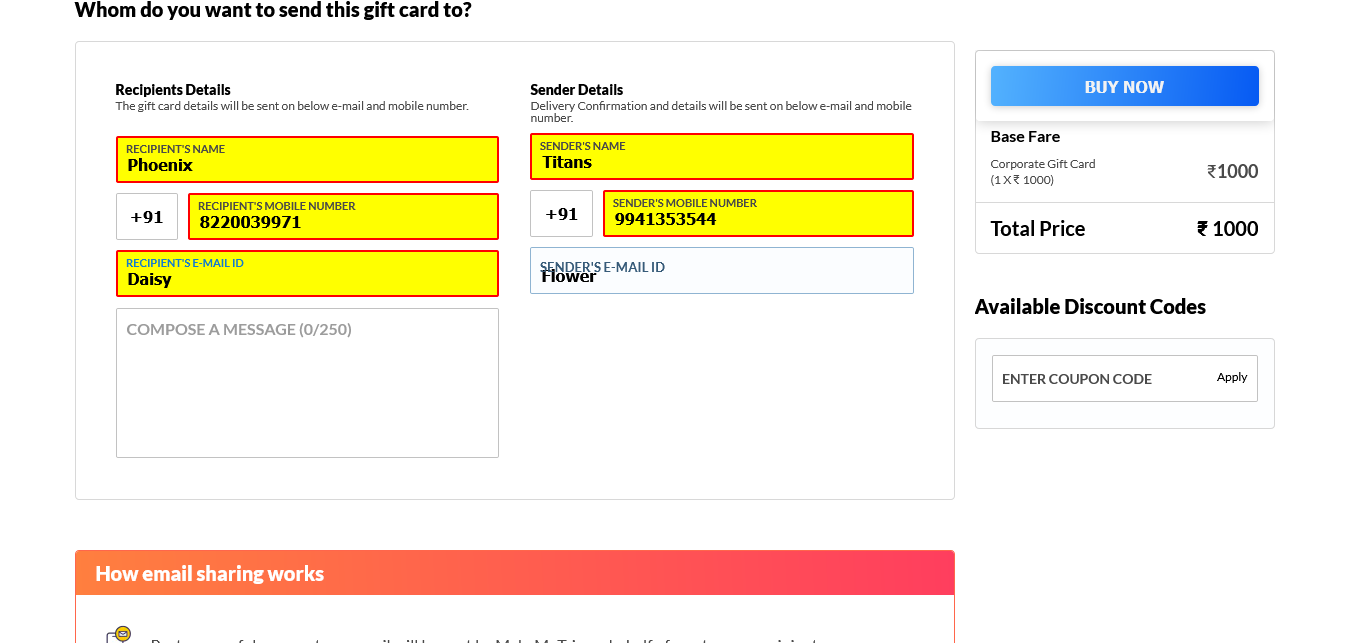 Whom do you want to send this gift card to?
Recipients Details
The gift card details will be sent on below e-mail and mobile number.
RECIPIENT'S NAME
Phoenix
+91
RECIPIENT'S MOBILE NUMBER
8220039971
RECIPIENT'S E-MAIL ID
Daisy
COMPOSE A MESSAGE (0/250)
Sender Details
Delivery Confirmation and details will be sent on below e-mail and mobile
number.
SENDER'S NAME
Titans
+91
SENDER'S MOBILE NUMBER
9941353544
SENDER'S E-MAIL ID
Flower
BUY NOW
Base Fare
Corporate Gift Card
(1 X ₹ 1000)
₹1000
Total Price
₹ 1000
Available Discount Codes
ENTER COUPON CODE
Apply
How email sharing works